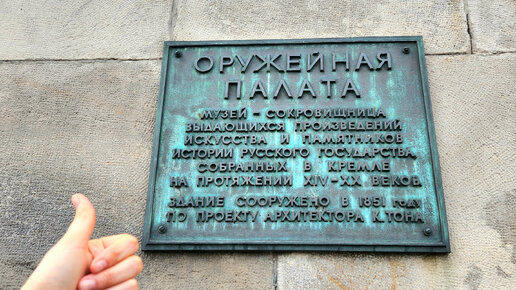 ОРУЖЕЙНАЯ
ПАЛАТА
МУЗЕЙ - СОКРОВИЩНИЦА
ВЫДАЮЩИХСЯ ПРОИЗВЕДЕНИЙ
ИСКУССТВА И ПАМЯТНИКОВ
ИСТОРИИ РУССКОГО ГОСУДАРСТВА,
СОБРАННЫХ В КРЕМЛЕ
НА ПРОТЯЖЕНИИ XIV-XX ВЕКОВ.
ЗДАНИЕ СООРУЖЕНО В 1851 ГОДУ
ПО ПРОЕКТУ АРХИТЕКТОРА К. ТОНА